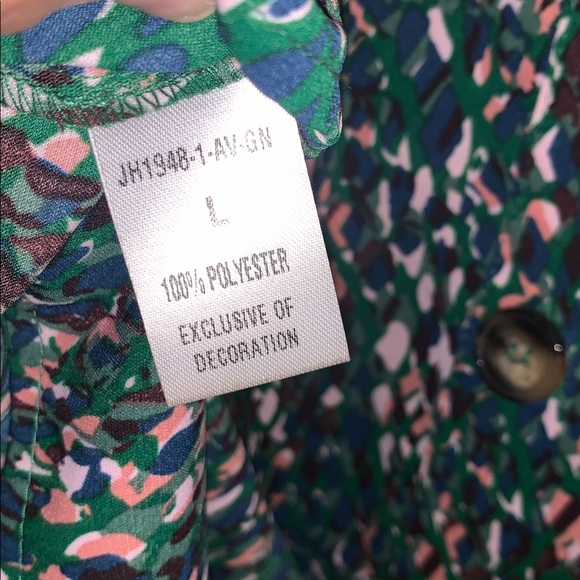 JH1948-1-AV-GN
L
100% POLYESTER
EXCLUSIVE OF
DECORATION